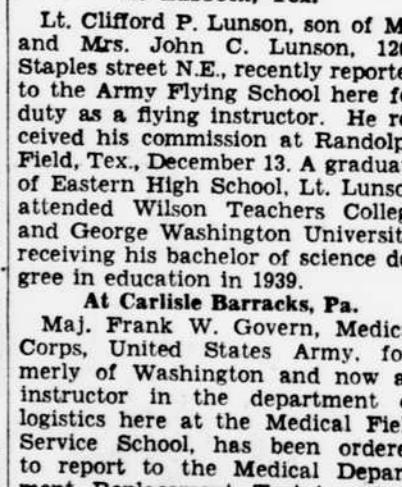 Lt. Clifford P. Lunson, son of M
and Mrs. John C. Lunson, 120
Staples street N.E., recently reporte
to the Army Flying School here fo
duty as a flying instructor. He re
ceived his commission at Randolp
Field, Tex., December 13. A graduat
of Eastern High School, Lt. Lunso
attended Wilson Teachers Colleg
and George Washington Universit
receiving his bachelor of science de
gree in education in 1939.
At Carlisle Barracks, Pa.
Maj. Frank W. Govern, Medic
Corps, United States Army, fo
merly of Washington and now a
instructor in the department
logistics here at the Medical Fiel
Service School, has been ordere
to report to the Medical Depar